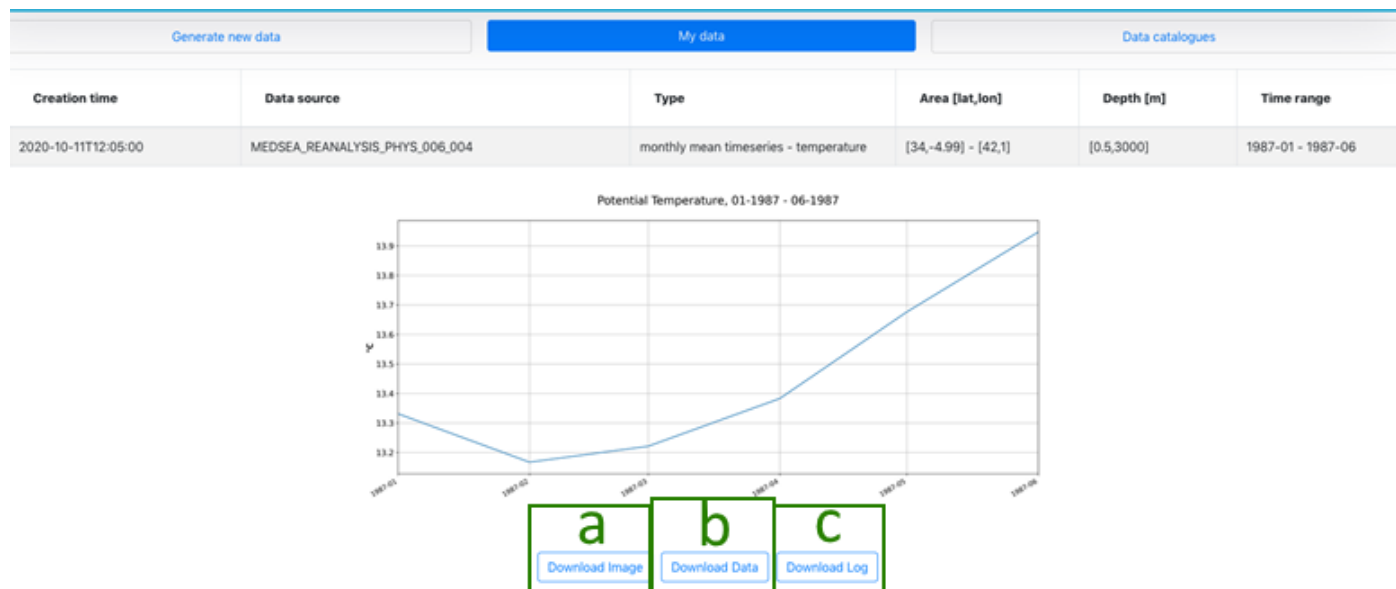 Generate new data My data Data catalogues
Creation time Data source Type Area [lat,lon] Depth [m] Time range
2020-10-11T12:05:00 MEDSEA_REANALYSIS_PHYS_006_004 monthly mean timeseries - temperature [34,-4.99] - [42,1] [0.5,3000] 1987-01 - 1987-06
Potential Temperature, 01-1987 - 06-1987
13.9
13.8
13.7
13.6
°C
13.5
13.4
13.3
13.2
1987-01 1987-02 1987-03 1987-04 1987-05 1987-06
a b c
Download Image Download Data Download Log